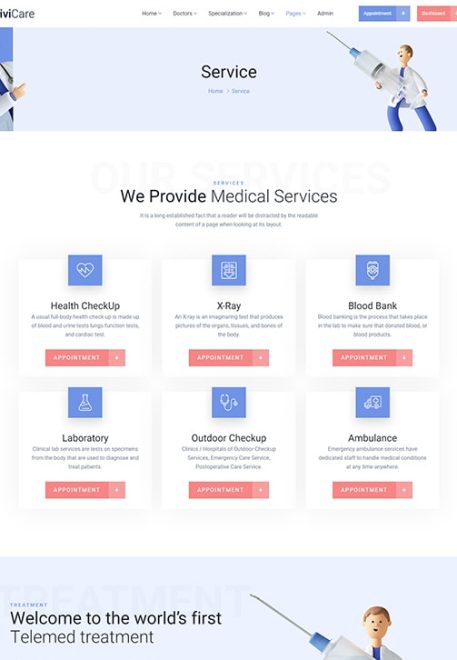 iviCare
Home Doctors Specialization Blog Pages Admin
Appointment +
Dashboard
Service
Home > Service
OUR SERVICES
SERVICES
We Provide Medical Services
It is a long established fact that a reader will be distracted by the readable
content of a page when looking at its layout.
Health CheckUp
A usual full-body health check-up is made up
of blood and urine tests lungs function tests,
and cardiac test.
APPOINTMENT +
X-Ray
An X-ray is an imaginaring test that produces
pictures of the organs, tissues, and bones of
the body.
APPOINTMENT +
Blood Bank
Blood banking is the process that takes place
in the lab to make sure that donated blood, or
blood products.
APPOINTMENT +
Laboratory
Clinical lab services are tests on specimens
from the body that are used to diagnose and
treat patients.
APPOINTMENT +
Outdoor Checkup
Clinics / Hospitals of Outdoor Checkup
Services, Emergency Care Service,
Postoperative Care Service.
APPOINTMENT +
Ambulance
Emergency ambulance services have
dedicated staff to handle medical conditions
at any time anywhere.
APPOINTMENT +
TREATMENT
TREATMENT
Welcome to the world's first
Telemed treatment